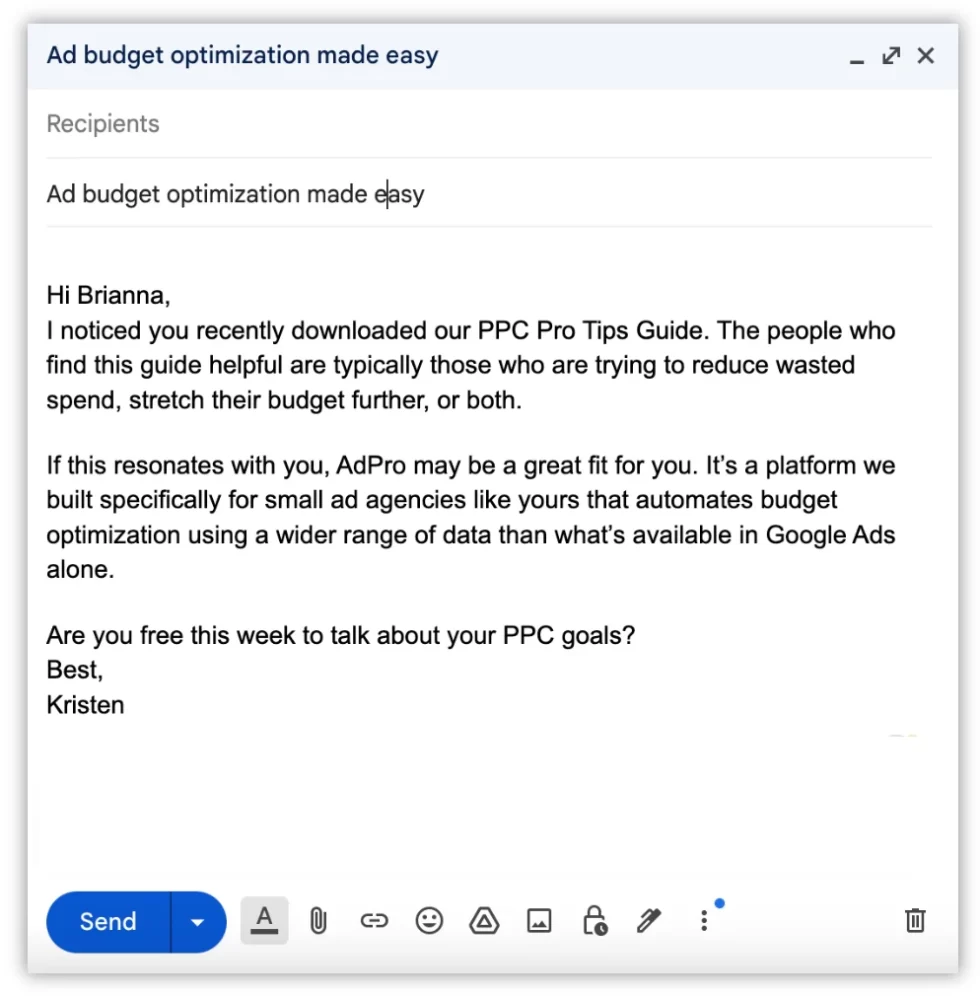 Ad budget optimization made easy
Recipients
Ad budget optimization made easy
Hi Brianna,
I noticed you recently downloaded our PPC Pro Tips Guide. The people who
find this guide helpful are typically those who are trying to reduce wasted
spend, stretch their budget further, or both.
If this resonates with you, AdPro may be a great fit for you. It’s a platform we
built specifically for small ad agencies like yours that automates budget
optimization using a wider range of data than what’s available in Google Ads
alone.
Are you free this week to talk about your PPC goals?
Best,
Kristen
Send